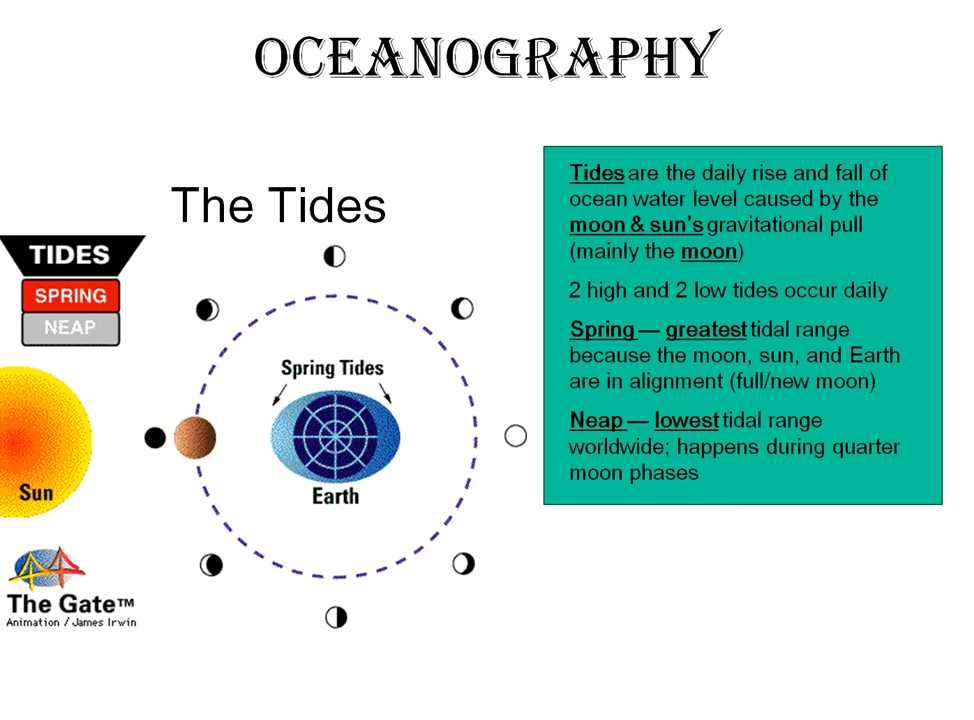 OCEANOGRAPHY
The Tides
TIDES
SPRING
NEAP
Spring Tides
Earth
Sun
The Gate™
Animation / James Irwin
Tides are the daily rise and fall of
ocean water level caused by the
moon & sun's gravitational pull
(mainly the moon)
2 high and 2 low tides occur daily
Spring — greatest tidal range
because the moon, sun, and Earth
are in alignment (full/new moon)
Neap — lowest tidal range
worldwide; happens during quarter
moon phases